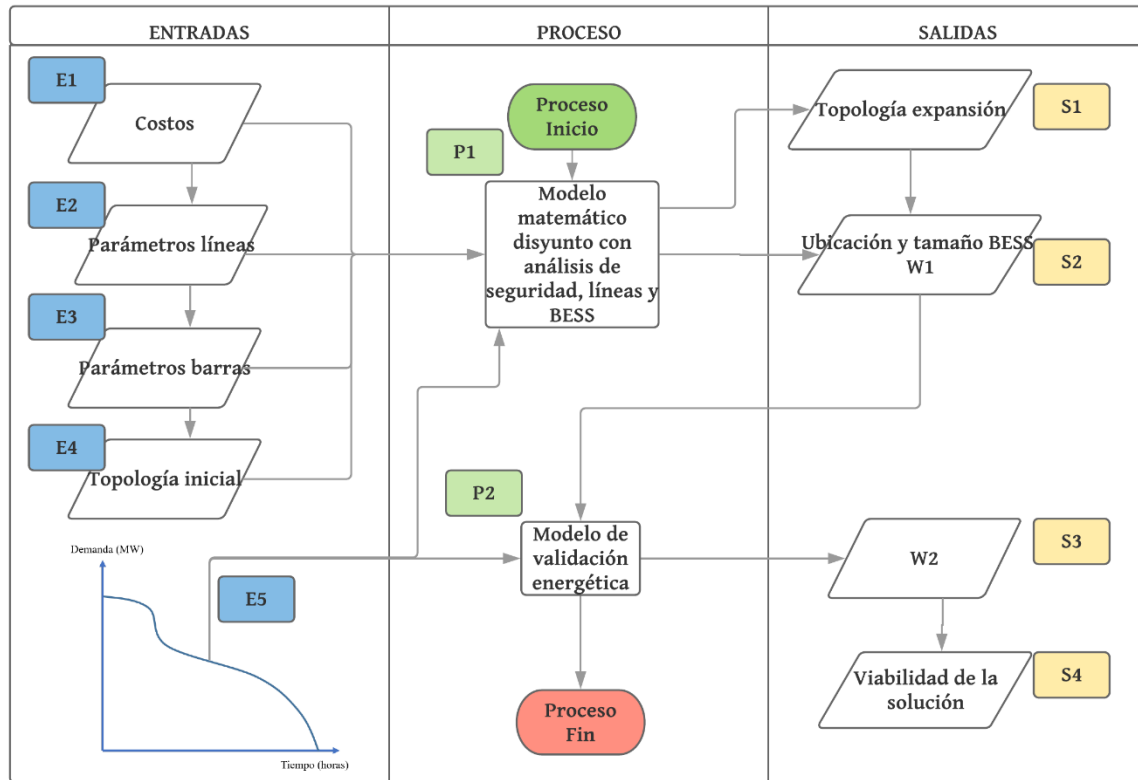 ENTRADAS
PROCESO
SALIDAS
E1
Costos
E2
Parámetros líneas
E3
Parámetros barras
E4
Topología inicial
Demanda (MW)
E5
Tiempo (horas)
Proceso
Inicio
P1
Modelo
matemático
disyunto con
análisis de
seguridad, líneas y
BESS
P2
Modelo de
validación
energética
Proceso
Fin
Topología expansión
S1
Ubicación y tamaño BESS
W1
S2
W2
S3
Viabilidad de la
solución
S4